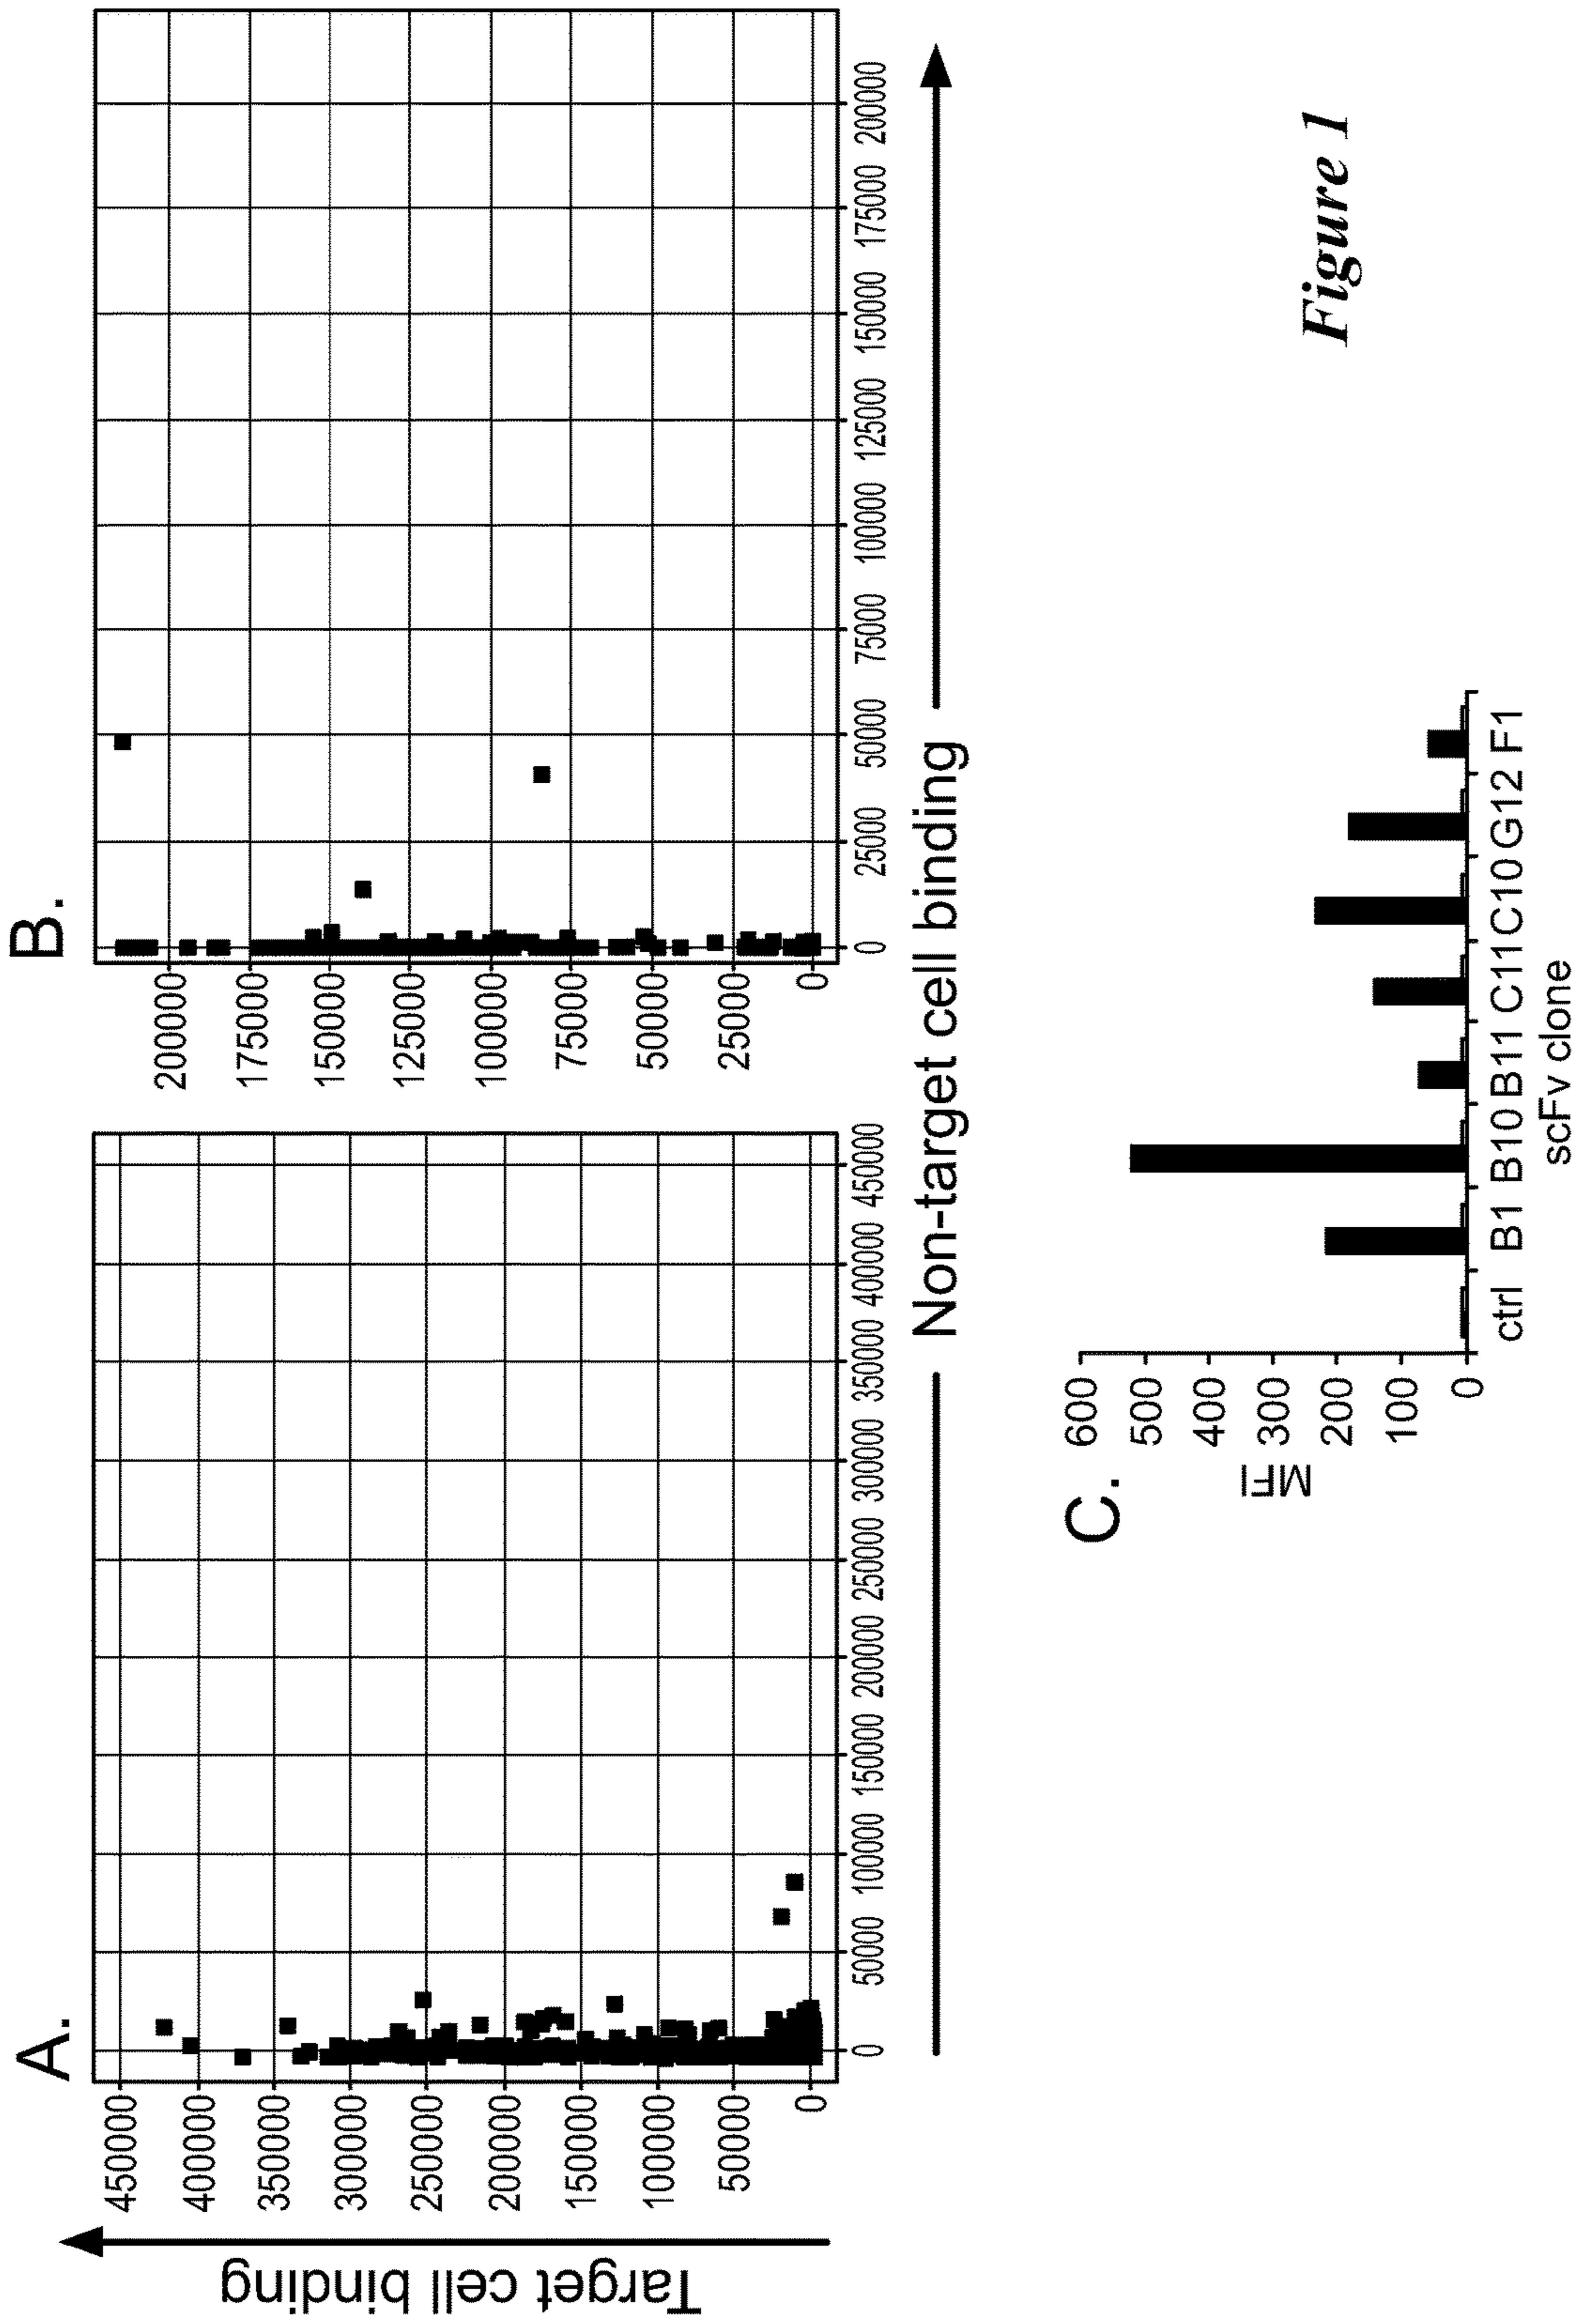 A.
Target cell binding
450000
400000
350000
300000
250000
200000
150000
100000
50000
0
0 50000 100000 150000 200000 250000 300000 350000 400000 450000
B.
200000
175000
150000
125000
100000
75000
50000
25000
0
0 25000 50000 75000 100000 125000 150000 175000 200000
Non-target cell binding
C.
MFI
600
500
400
300
200
100
0
ctrl B1 B10 B11 C11 C10 G12 F1
scFv clone
Figure 1